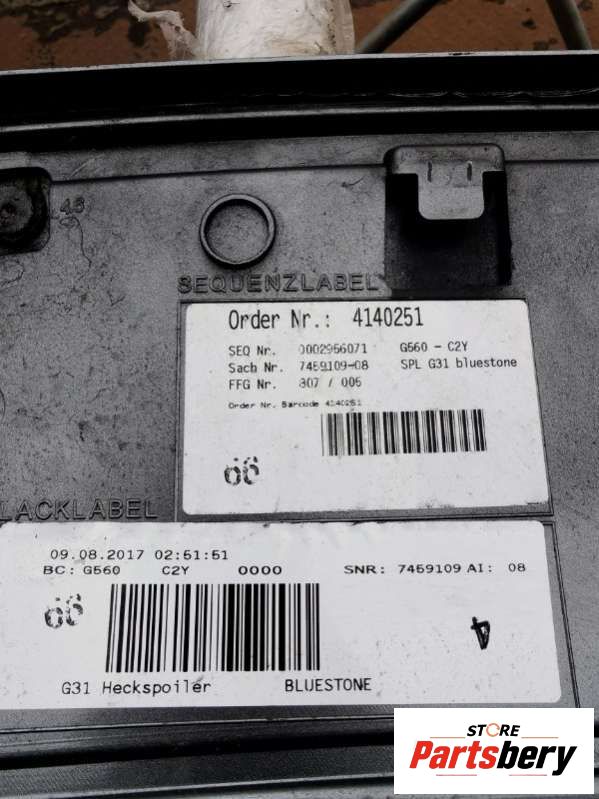 46
SEQUENZLABEL
Order Nr.: 4140251
SEQ Nr. 0002956071 G560 - C2Y
Sach Nr. 7459109-08 SPL G31 bluestone
FFG Nr. 807 / 006
Order Nr. Barcode 4140251
66
LACKLABEL
09.08.2017 02:51:51
BC: G560 C2Y 0000 SNR: 7459109 AI: 08
66
4
G31 Heckspoiler BLUESTONE
STORE
Partsbery